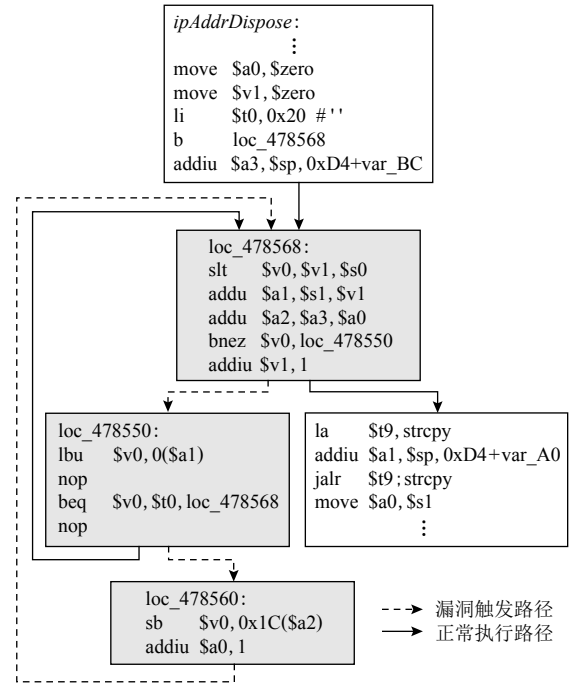 ipAddrDispose:
⋮
move $a0,$zero
move $v1,$zero
li $t0,0x20 #' '
b loc_478568
addiu $a3,$sp,0xD4+var_BC
loc_478568:
slt $v0,$v1,$s0
addu $a1,$s1,$v1
addu $a2,$a3,$a0
bnez $v0,loc_478550
addiu $v1,1
loc_478550:
lbu $v0,0($a1)
nop
beq $v0,$t0,loc_478568
nop
la $t9,strcpy
addiu $a1,$sp,0xD4+var_A0
jalr $t9;strcpy
move $a0,$s1
⋮
loc_478560:
sb $v0,0x1C($a2)
addiu $a0,1
漏洞触发路径
正常执行路径